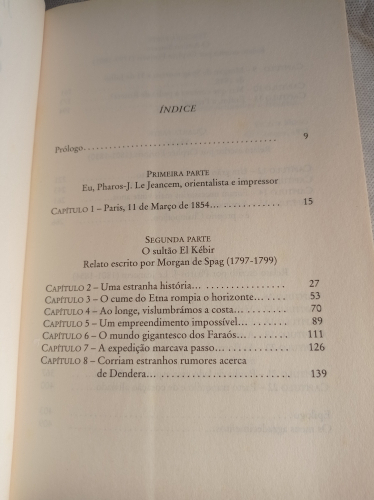 ÍNDICE
Prólogo............................................. 9
PRIMEIRA PARTE
Eu, Pharos-J. Le Jeancem, orientalista e impressor
CAPÍTULO 1 – Paris, 11 de Março de 1854................ 15
SEGUNDA PARTE
O sultão El Kébir
Relato escrito por Morgan de Spag (1797-1799)
CAPÍTULO 2 – Uma estranha história..................... 27
CAPÍTULO 3 – O cume do Etna rompia o horizonte... ...... 53
CAPÍTULO 4 – Ao longe, vislumbrámos a costa............ 70
CAPÍTULO 5 – Um empreendimento impossível.............. 89
CAPÍTULO 6 – O mundo gigantesco dos Faraós............. 111
CAPÍTULO 7 – A expedição marcava passo................. 126
CAPÍTULO 8 – Corriam estranhos rumores acerca
de Dendera........................ 139